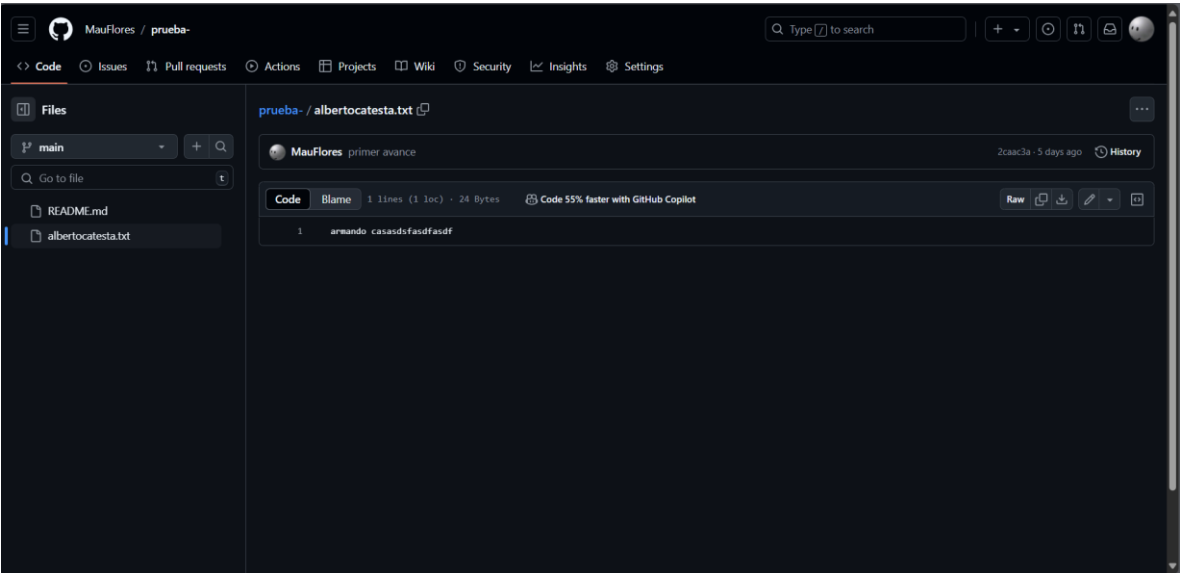 MauFlores / prueba-
Type / to search
Code Issues Pull requests Actions Projects Wiki Security Insights Settings
Files
main
Go to file t
README.md
albertocatesta.txt
prueba- / albertocatesta.txt
MauFlores primer avance 2caac3a · 5 days ago History
Code Blame 1 lines (1 loc) · 24 Bytes Code 55% faster with GitHub Copilot Raw
1 armando casasdsfasdfasdf